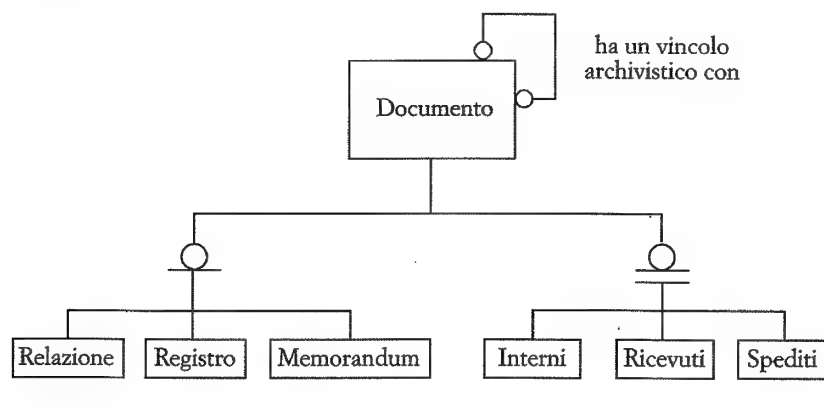 ha un vincolo
archivistico con
Documento
Relazione
Registro
Memorandum
Interni
Ricevuti
Spediti